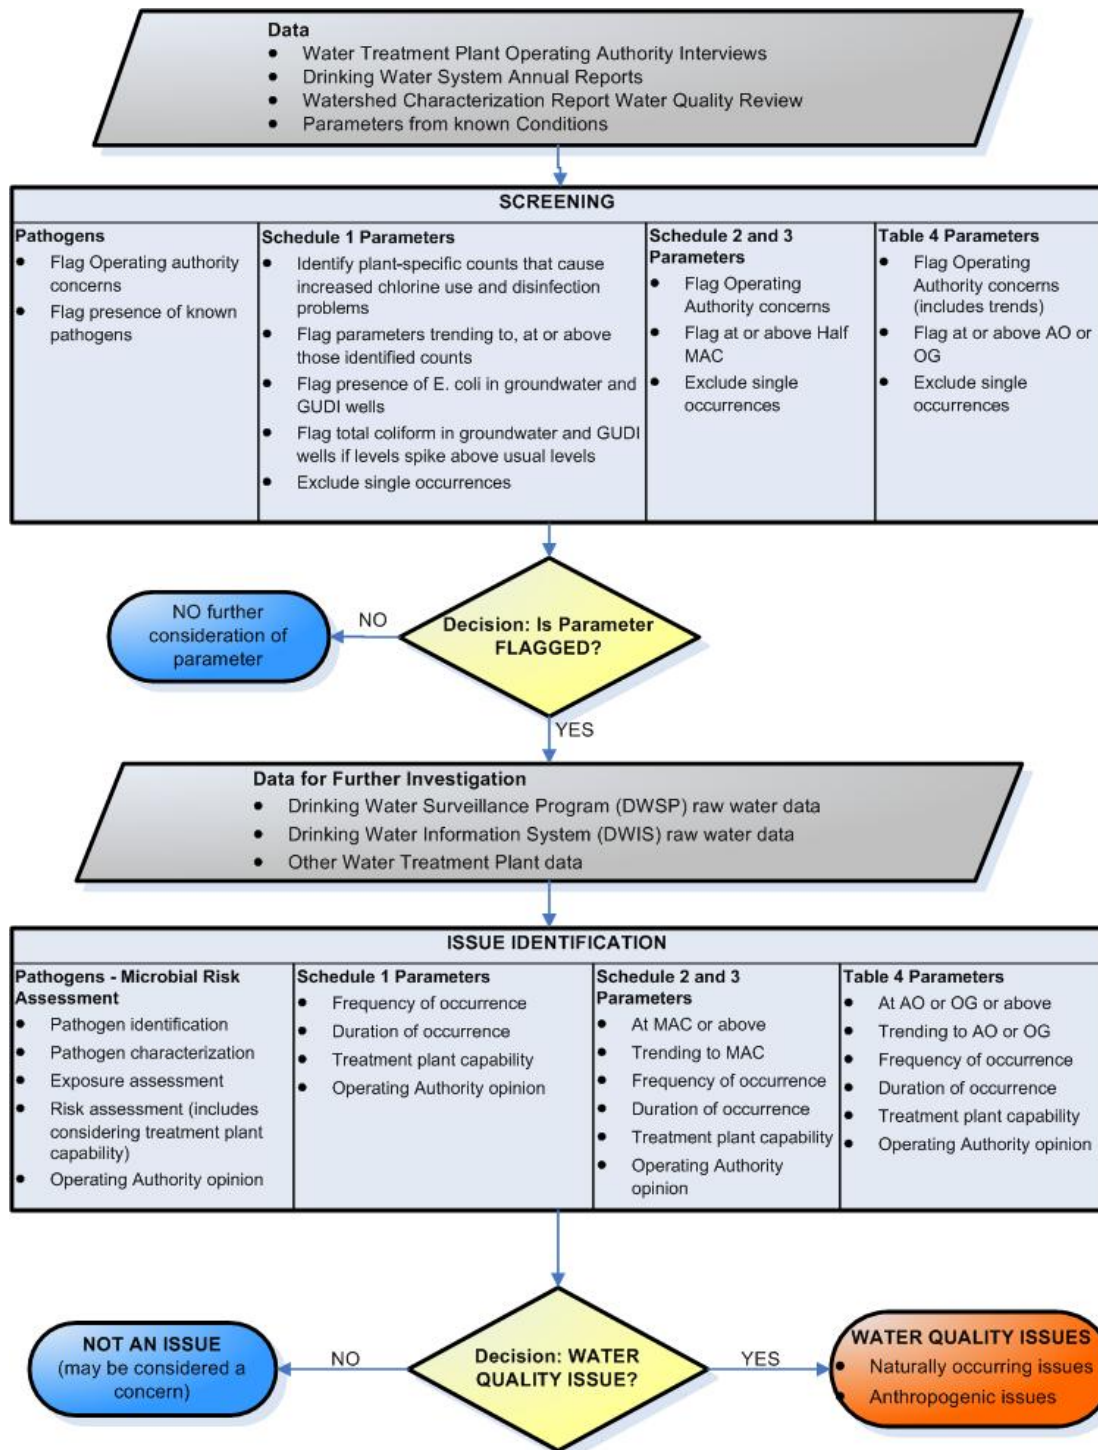 Data
• Water Treatment Plant Operating Authority Interviews
• Drinking Water System Annual Reports
• Watershed Characterization Report Water Quality Review
• Parameters from known Conditions
SCREENING
Pathogens
• Flag Operating authority
concerns
• Flag presence of known
pathogens
Schedule 1 Parameters
• Identify plant-specific counts that cause
increased chlorine use and disinfection
problems
• Flag parameters trending to, at or above
those identified counts
• Flag presence of E. coli in groundwater and
GUDI wells
• Flag total coliform in groundwater and GUDI
wells if levels spike above usual levels
• Exclude single occurrences
Schedule 2 and 3
Parameters
• Flag Operating
Authority concerns
• Flag at or above Half
MAC
• Exclude single
occurrences
Table 4 Parameters
• Flag Operating
Authority concerns
(includes trends)
• Flag at or above AO or
OG
• Exclude single
occurrences
Decision: Is Parameter
FLAGGED?
NO
NO further
consideration of
parameter
YES
Data for Further Investigation
• Drinking Water Surveillance Program (DWSP) raw water data
• Drinking Water Information System (DWIS) raw water data
• Other Water Treatment Plant data
ISSUE IDENTIFICATION
Pathogens - Microbial Risk
Assessment
• Pathogen identification
• Pathogen characterization
• Exposure assessment
• Risk assessment (includes
considering treatment plant
capability)
• Operating Authority opinion
Schedule 1 Parameters
• Frequency of occurrence
• Duration of occurrence
• Treatment plant capability
• Operating Authority opinion
Schedule 2 and 3
Parameters
• At MAC or above
• Trending to MAC
• Frequency of occurrence
• Duration of occurrence
• Treatment plant capability
• Operating Authority
opinion
Table 4 Parameters
• At AO or OG or above
• Trending to AO or OG
• Frequency of occurrence
• Duration of occurrence
• Treatment plant capability
• Operating Authority opinion
Decision: WATER
QUALITY ISSUE?
NO
NOT AN ISSUE
(may be considered a
concern)
YES
WATER QUALITY ISSUES
• Naturally occurring issues
• Anthropogenic issues